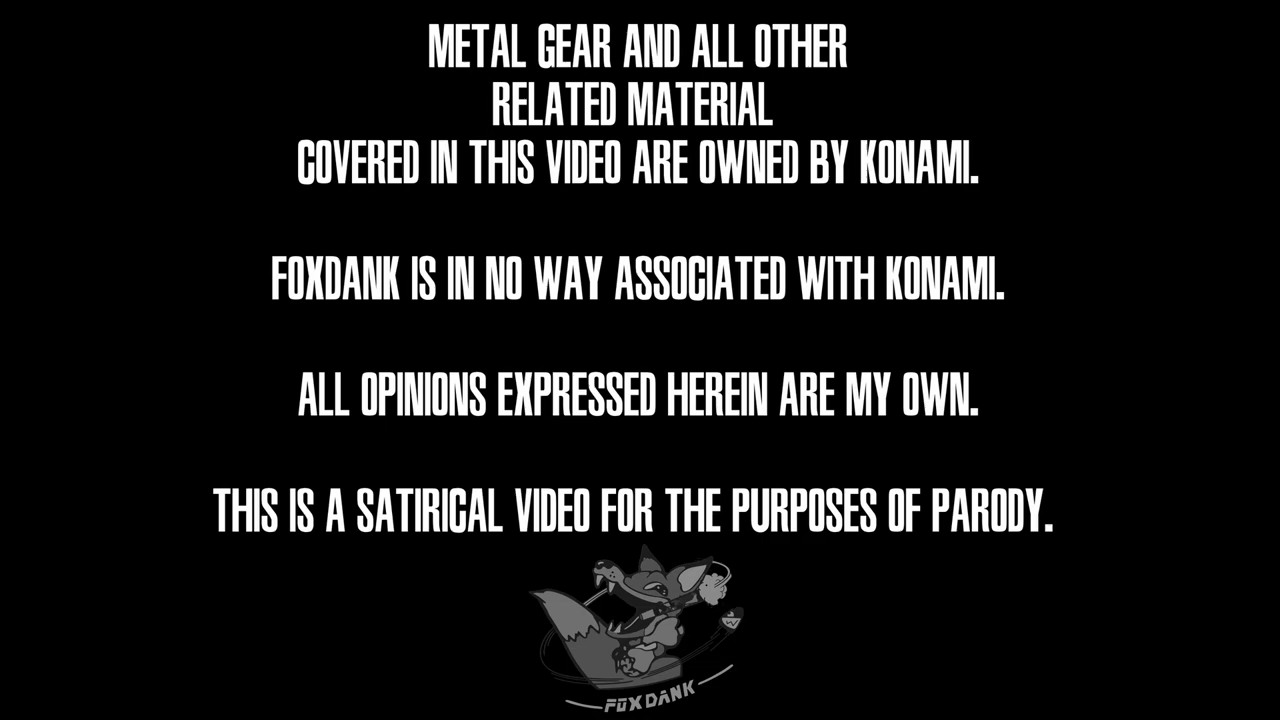 METAL GEAR AND ALL OTHER
RELATED MATERIAL
COVERED IN THIS VIDEO ARE OWNED BY KONAMI.
FOXDANK IS IN NO WAY ASSOCIATED WITH KONAMI.
ALL OPINIONS EXPRESSED HEREIN ARE MY OWN.
THIS IS A SATIRICAL VIDEO FOR THE PURPOSES OF PARODY.
FOXDANK